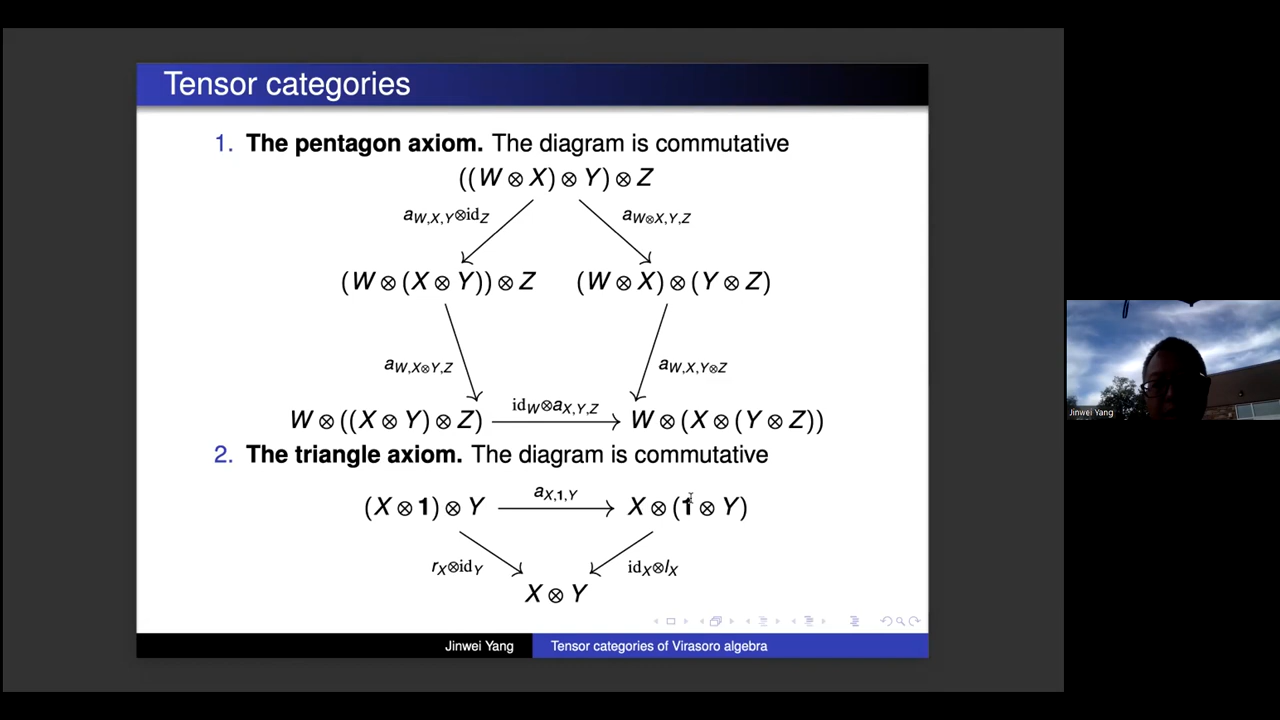 Tensor categories
1. The pentagon axiom. The diagram is commutative
((W ⊗ X) ⊗ Y) ⊗ Z
a_{W,X,Y}⊗id_Z a_{W⊗X,Y,Z}
(W ⊗ (X ⊗ Y)) ⊗ Z (W ⊗ X) ⊗ (Y ⊗ Z)
a_{W,X⊗Y,Z} a_{W,X,Y⊗Z}
id_W⊗a_{X,Y,Z}
W ⊗ ((X ⊗ Y) ⊗ Z) W ⊗ (X ⊗ (Y ⊗ Z))
2. The triangle axiom. The diagram is commutative
a_{X,1,Y}
(X ⊗ 1) ⊗ Y X ⊗ (1 ⊗ Y)
r_X⊗id_Y id_X⊗l_X
X ⊗ Y
Jinwei Yang Tensor categories of Virasoro algebra
Jinwei Yang